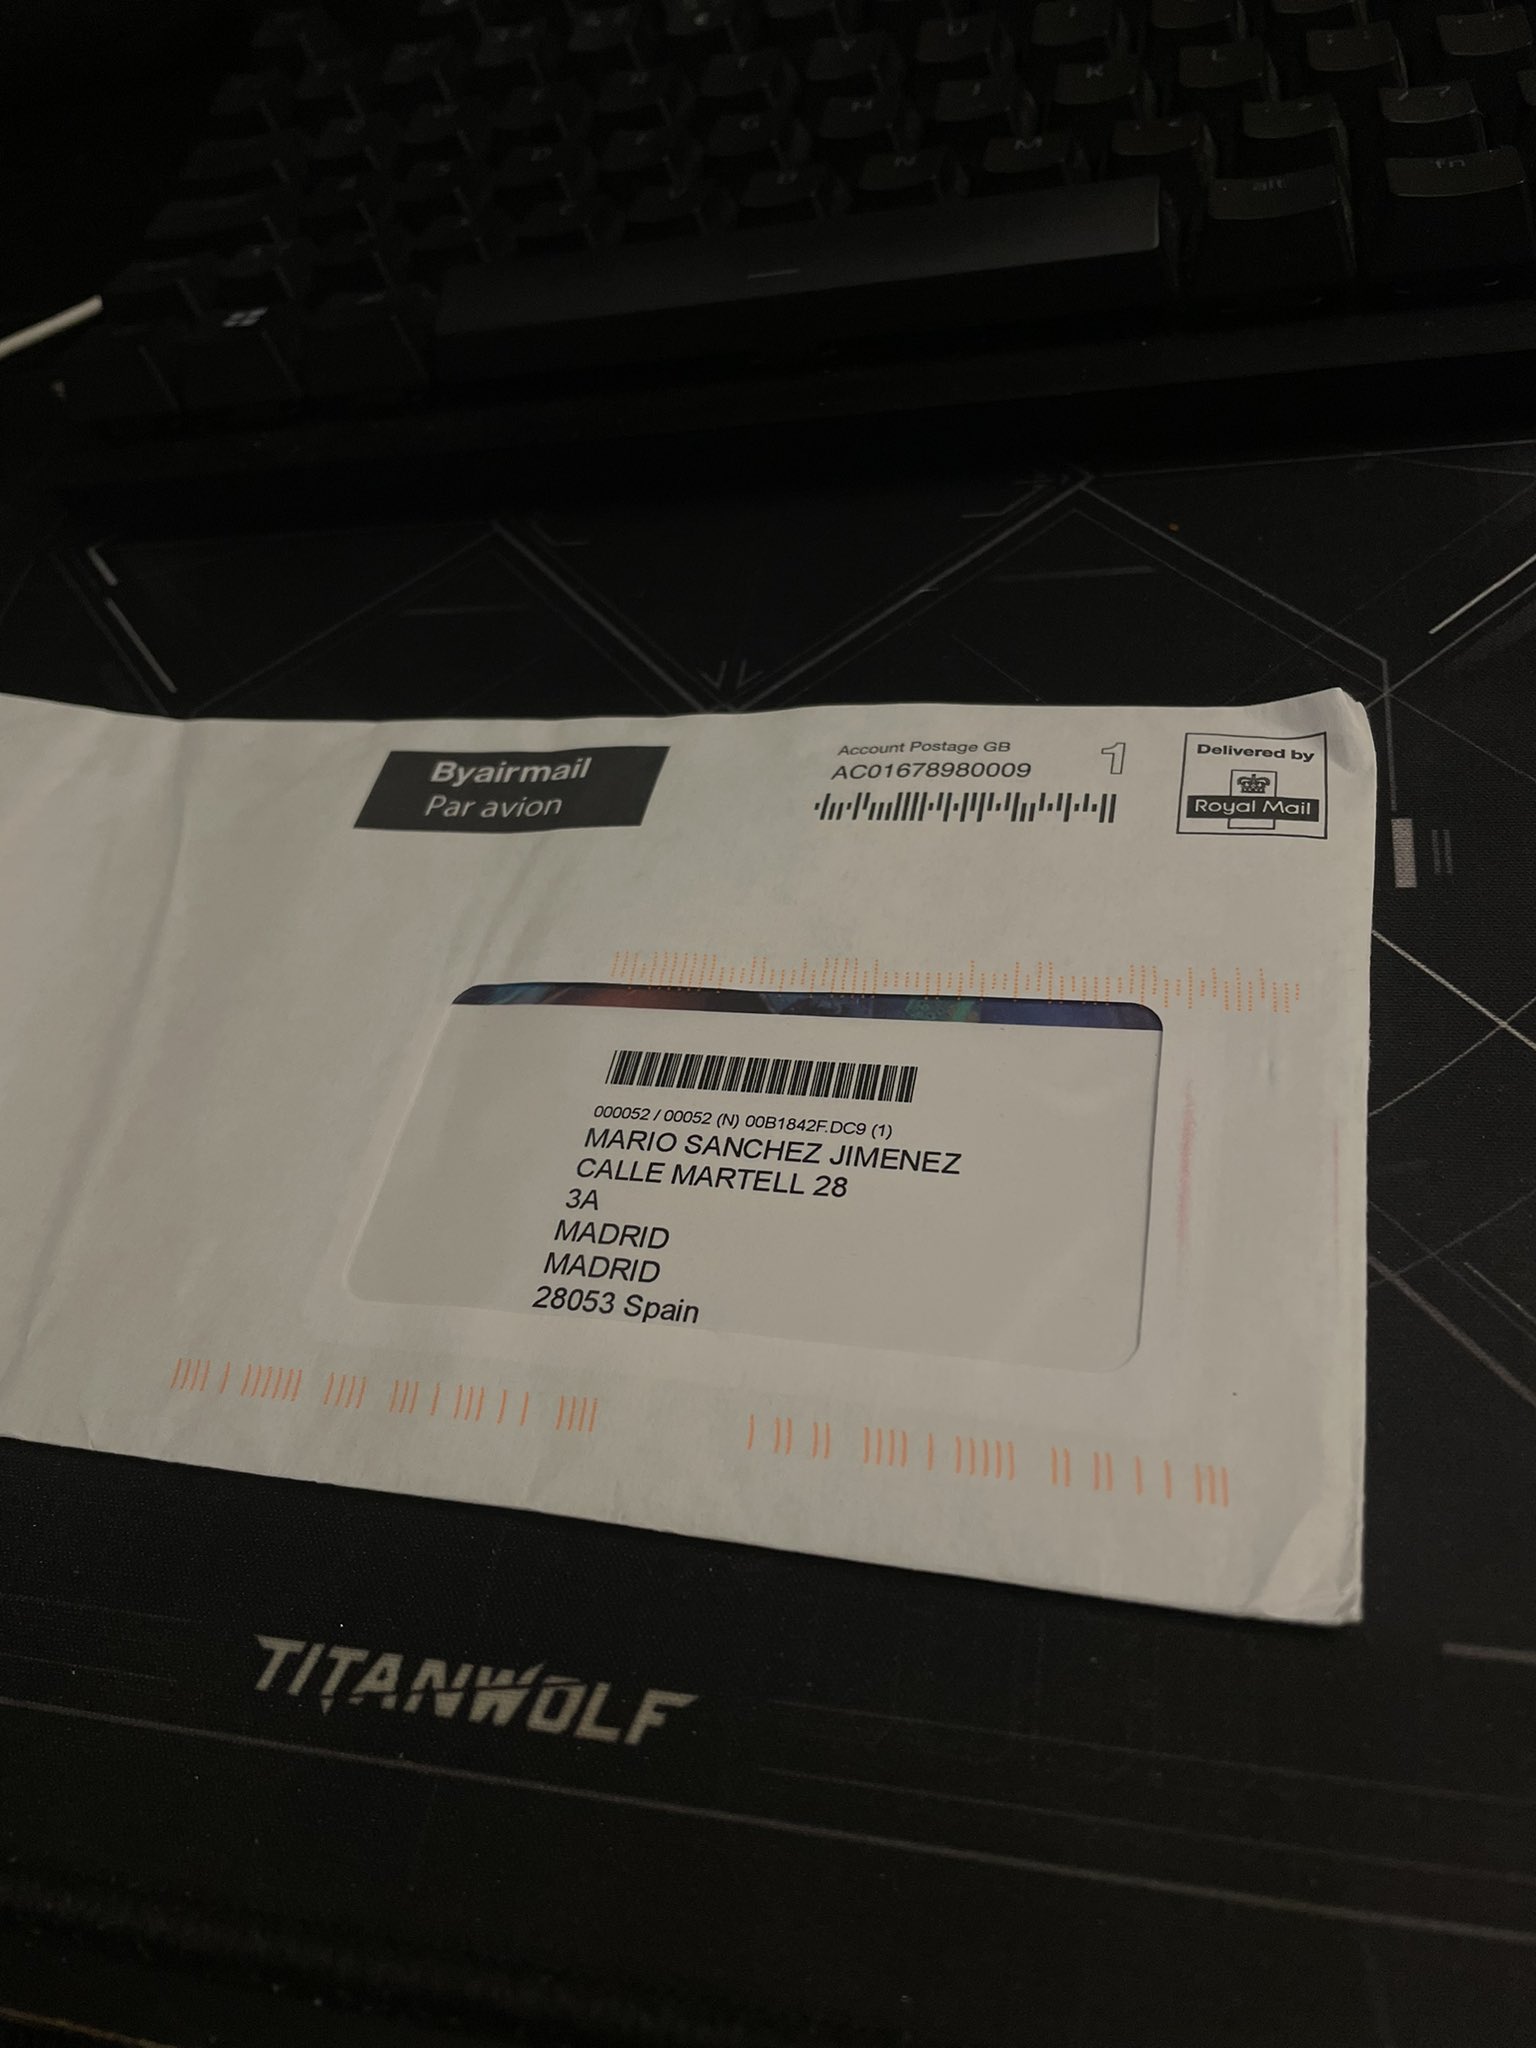 Byairmail
Par avion
Account Postage GB
AC01678980009
1
Delivered by
Royal Mail
000052 / 00052 (N) 00B1842F.DC9 (1)
MARIO SANCHEZ JIMENEZ
CALLE MARTELL 28
3A
MADRID
MADRID
28053 Spain
TITANWOLF